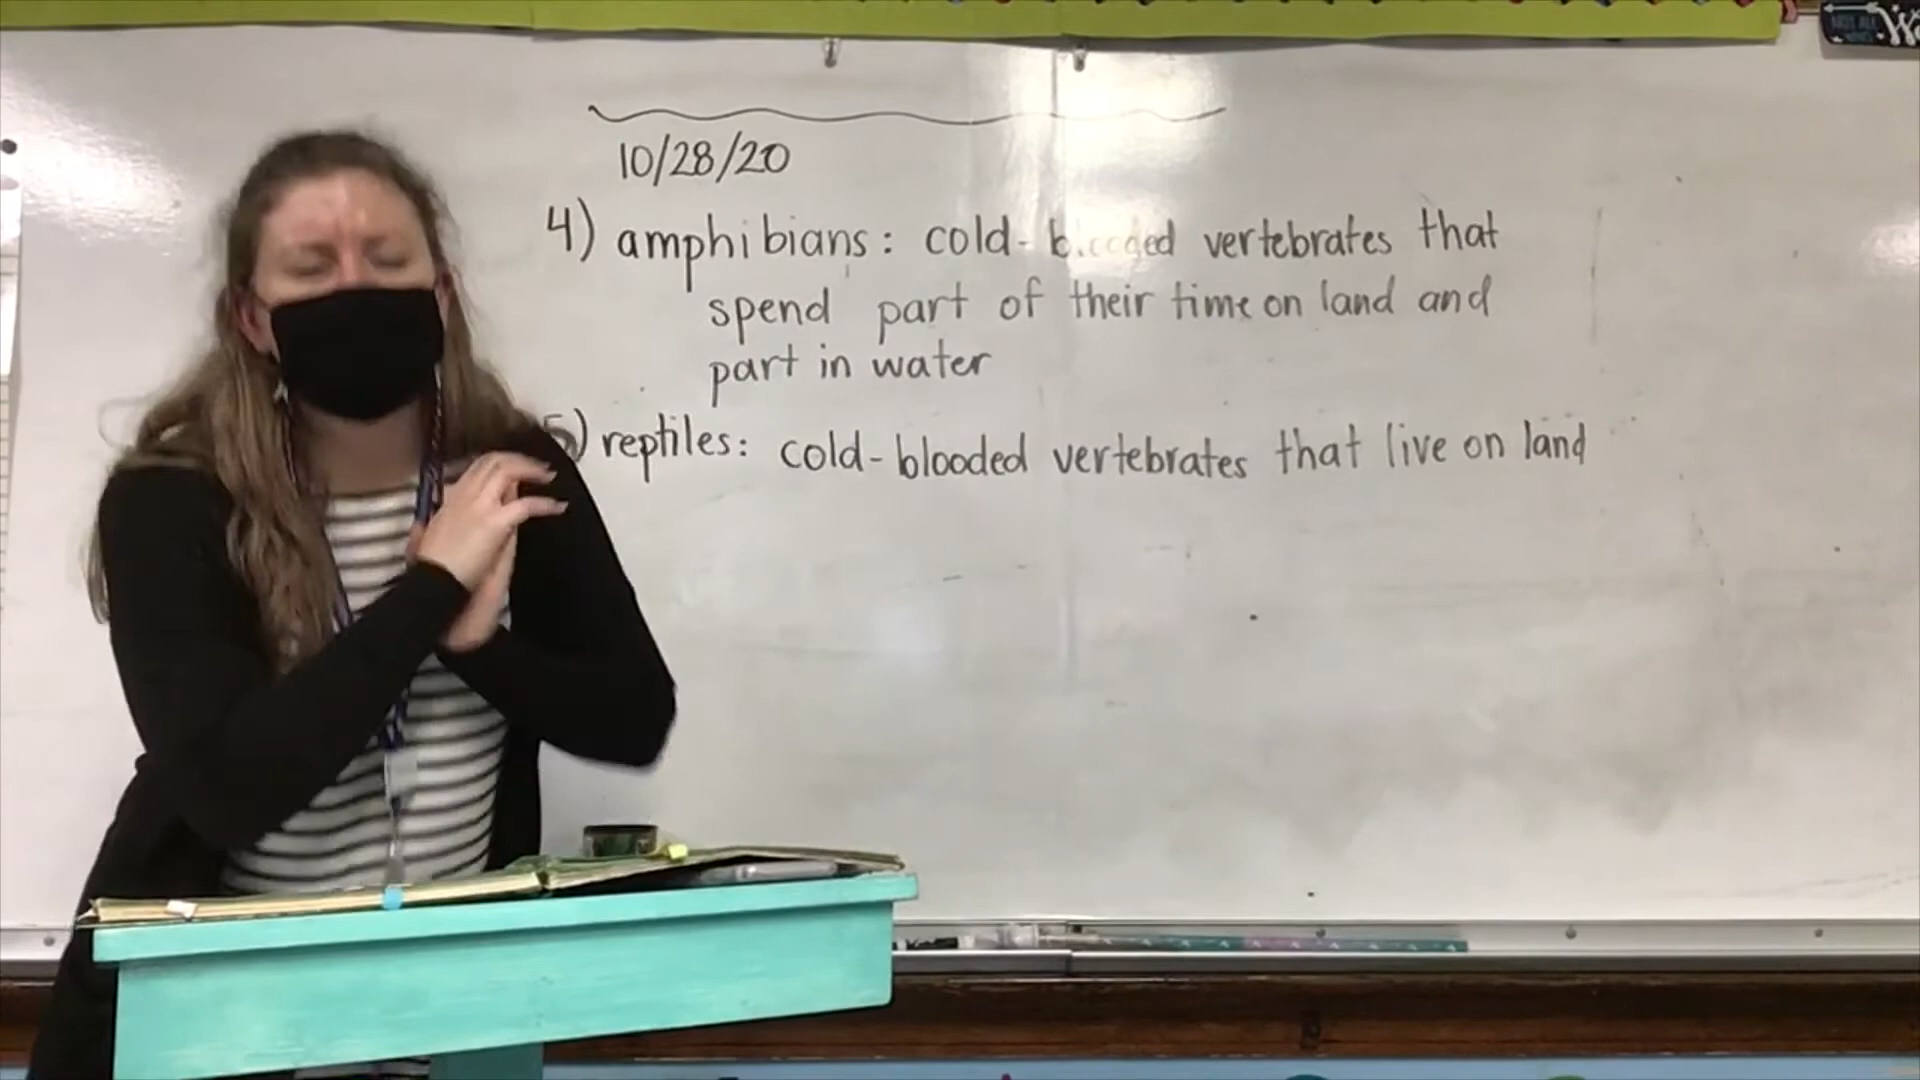 10/28/20
4) amphibians: cold-blooded vertebrates that
spend part of their time on land and
part in water
5) reptiles: cold-blooded vertebrates that live on land